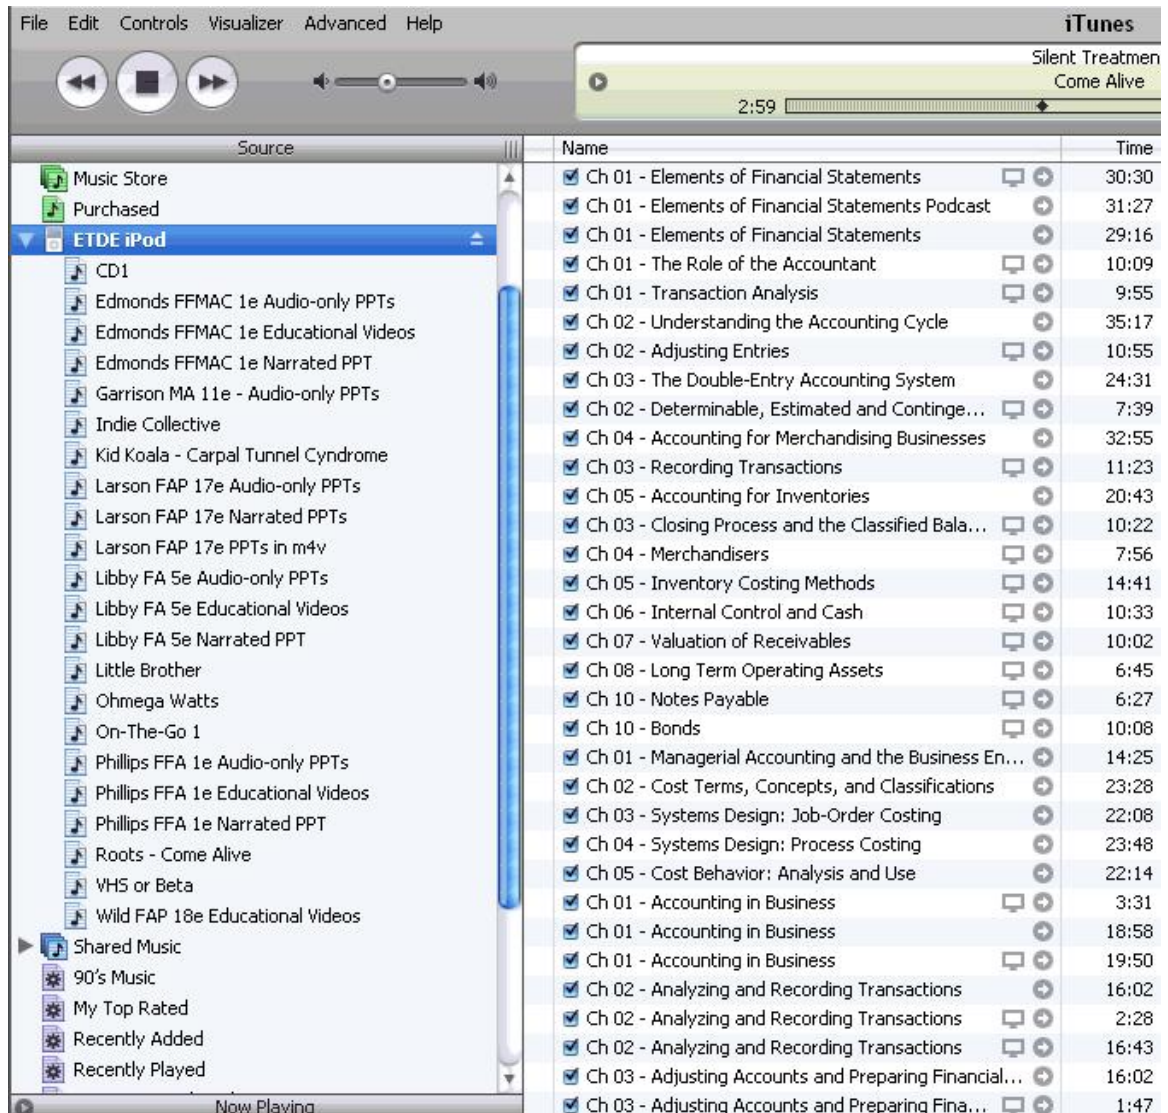 File Edit Controls Visualizer Advanced Help
iTunes
Silent Treatmen
Come Alive
2:59
Source
Music Store
Purchased
ETDE iPod
CD1
Edmonds FFMAC 1e Audio-only PPTs
Edmonds FFMAC 1e Educational Videos
Edmonds FFMAC 1e Narrated PPT
Garrison MA 11e - Audio-only PPTs
Indie Collective
Kid Koala - Carpal Tunnel Cyndrome
Larson FAP 17e Audio-only PPTs
Larson FAP 17e Narrated PPTs
Larson FAP 17e PPTs in m4v
Libby FA 5e Audio-only PPTs
Libby FA 5e Educational Videos
Libby FA 5e Narrated PPT
Little Brother
Ohmega Watts
On-The-Go 1
Phillips FFA 1e Audio-only PPTs
Phillips FFA 1e Educational Videos
Phillips FFA 1e Narrated PPT
Roots - Come Alive
VHS or Beta
Wild FAP 18e Educational Videos
Shared Music
90's Music
My Top Rated
Recently Added
Recently Played
Now Playing
Name Time
Ch 01 - Elements of Financial Statements 30:30
Ch 01 - Elements of Financial Statements Podcast 31:27
Ch 01 - Elements of Financial Statements 29:16
Ch 01 - The Role of the Accountant 10:09
Ch 01 - Transaction Analysis 9:55
Ch 02 - Understanding the Accounting Cycle 35:17
Ch 02 - Adjusting Entries 10:55
Ch 03 - The Double-Entry Accounting System 24:31
Ch 02 - Determinable, Estimated and Continge... 7:39
Ch 04 - Accounting for Merchandising Businesses 32:55
Ch 03 - Recording Transactions 11:23
Ch 05 - Accounting for Inventories 20:43
Ch 03 - Closing Process and the Classified Bala... 10:22
Ch 04 - Merchandisers 7:56
Ch 05 - Inventory Costing Methods 14:41
Ch 06 - Internal Control and Cash 10:33
Ch 07 - Valuation of Receivables 10:02
Ch 08 - Long Term Operating Assets 6:45
Ch 10 - Notes Payable 6:27
Ch 10 - Bonds 10:08
Ch 01 - Managerial Accounting and the Business En... 14:25
Ch 02 - Cost Terms, Concepts, and Classifications 23:28
Ch 03 - Systems Design: Job-Order Costing 22:08
Ch 04 - Systems Design: Process Costing 23:48
Ch 05 - Cost Behavior: Analysis and Use 22:14
Ch 01 - Accounting in Business 3:31
Ch 01 - Accounting in Business 18:58
Ch 01 - Accounting in Business 19:50
Ch 02 - Analyzing and Recording Transactions 16:02
Ch 02 - Analyzing and Recording Transactions 2:28
Ch 02 - Analyzing and Recording Transactions 16:43
Ch 03 - Adjusting Accounts and Preparing Financial... 16:02
Ch 03 - Adjusting Accounts and Preparing Fina... 1:47